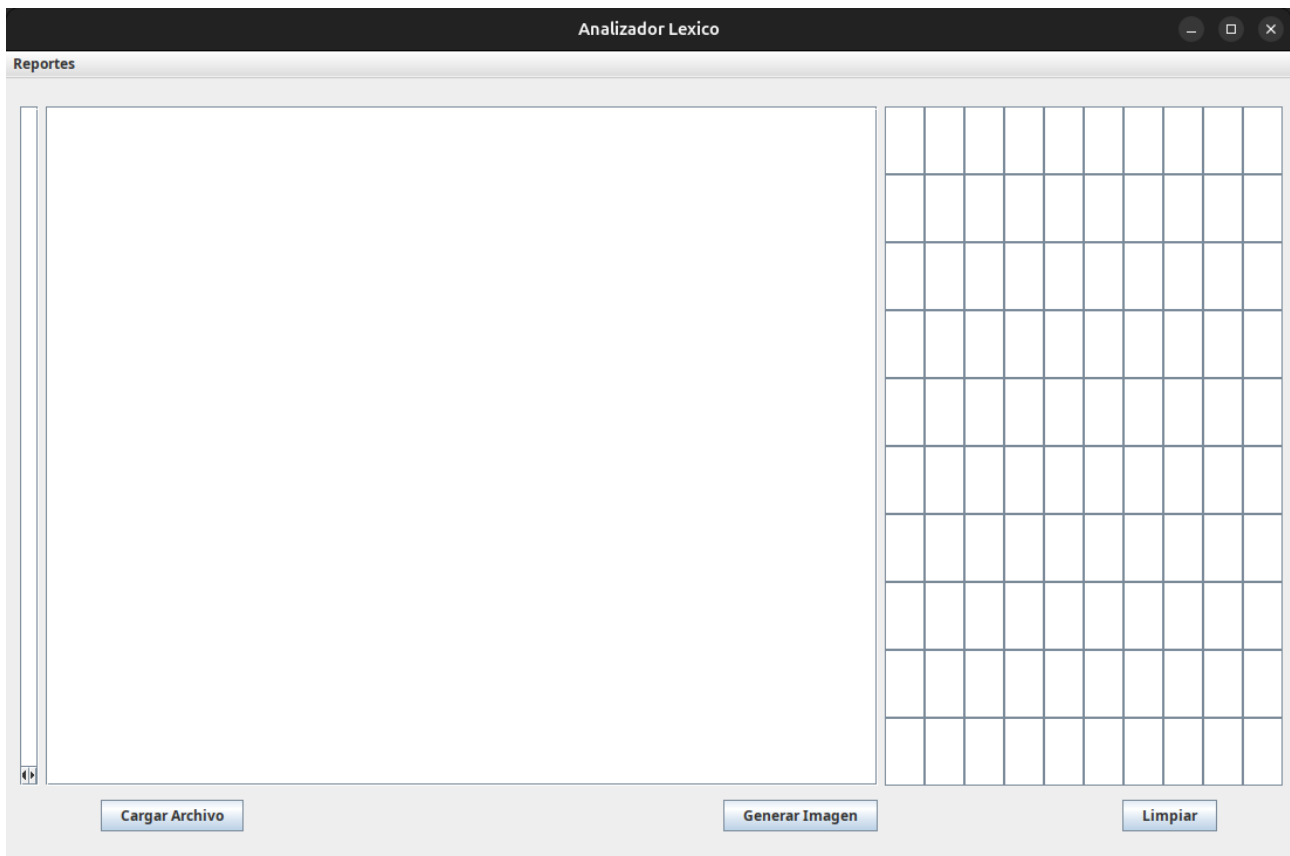 Analizador Lexico
Reportes
Cargar Archivo
Generar Imagen
Limpiar